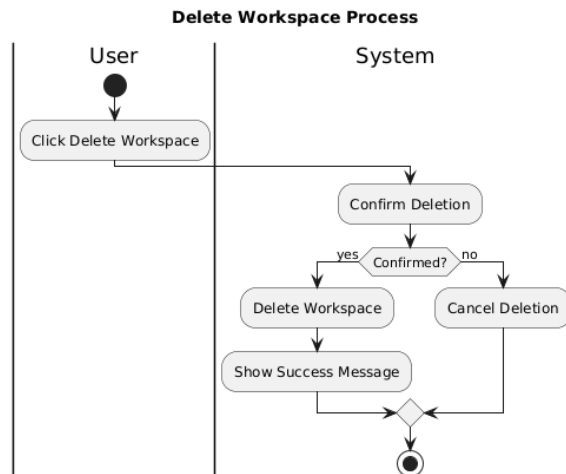 Delete Workspace Process
User
System
Click Delete Workspace
Confirm Deletion
yes
Confirmed?
no
Delete Workspace
Cancel Deletion
Show Success Message